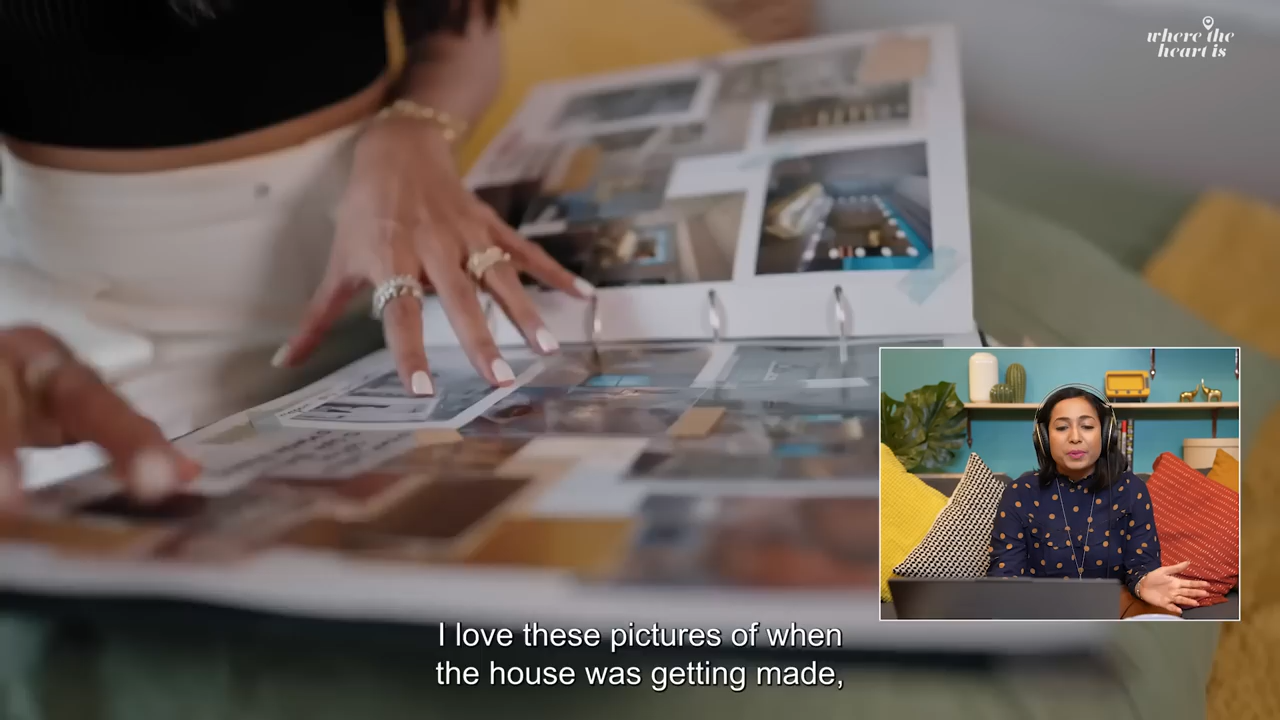 where the
heart is
I love these pictures of when
the house was getting made,